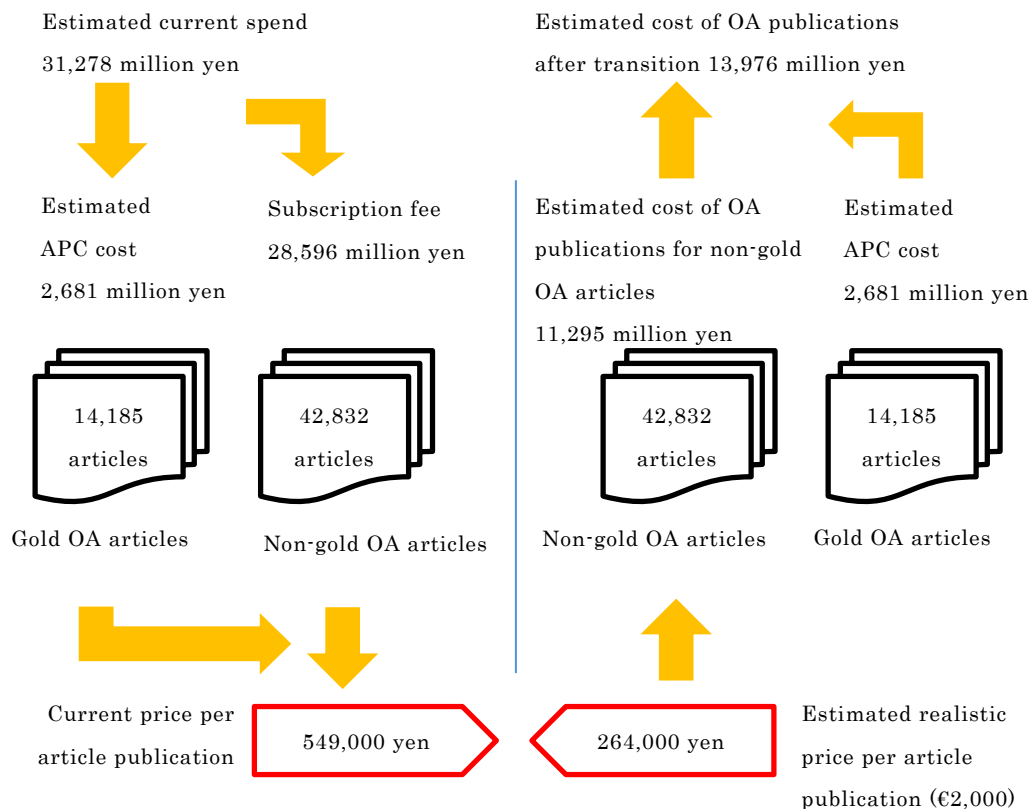 Estimated current spend
31,278 million yen
Estimated
APC cost
2,681 million yen
Subscription fee
28,596 million yen
14,185
articles
42,832
articles
Gold OA articles
Non-gold OA articles
Current price per
article publication
549,000 yen
Estimated cost of OA publications
after transition 13,976 million yen
Estimated cost of OA
publications for non-gold
OA articles
11,295 million yen
Estimated
APC cost
2,681 million yen
42,832
articles
14,185
articles
Non-gold OA articles
Gold OA articles
264,000 yen
Estimated realistic
price per article
publication (€2,000)